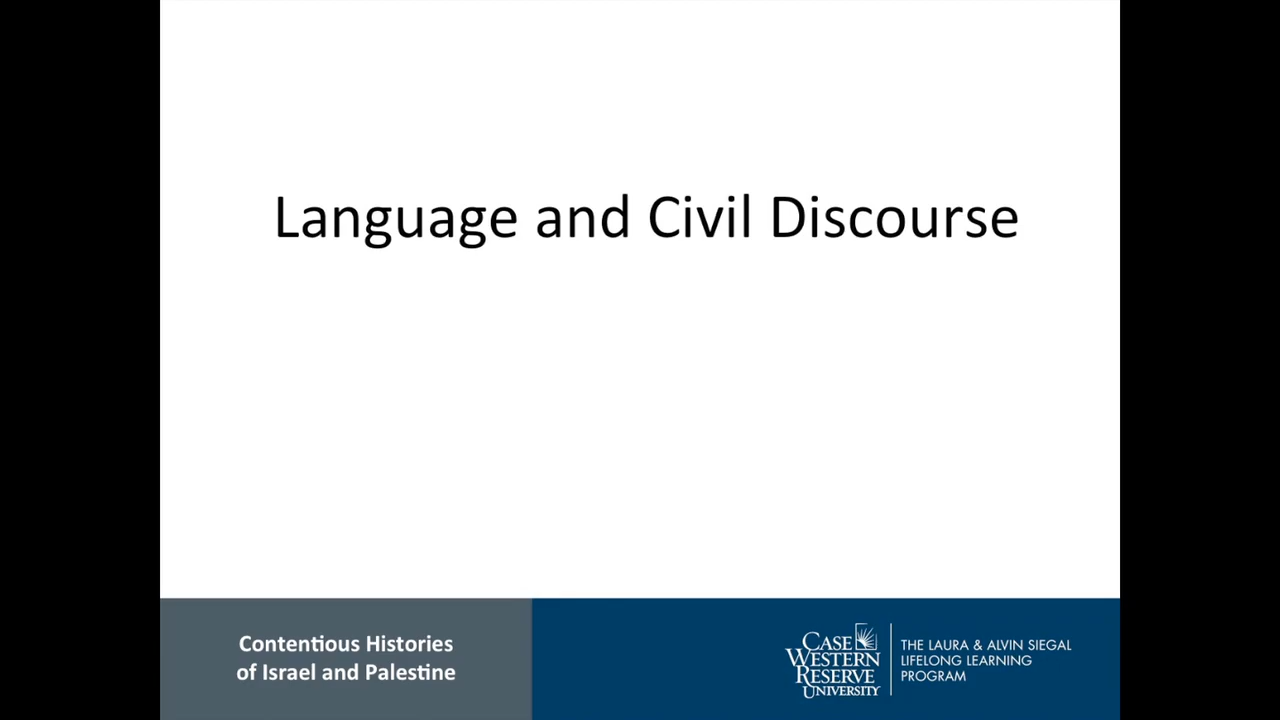 Language and Civil Discourse
Contentious Histories
of Israel and Palestine
CASE
WESTERN
RESERVE
UNIVERSITY
THE LAURA & ALVIN SIEGAL
LIFELONG LEARNING
PROGRAM